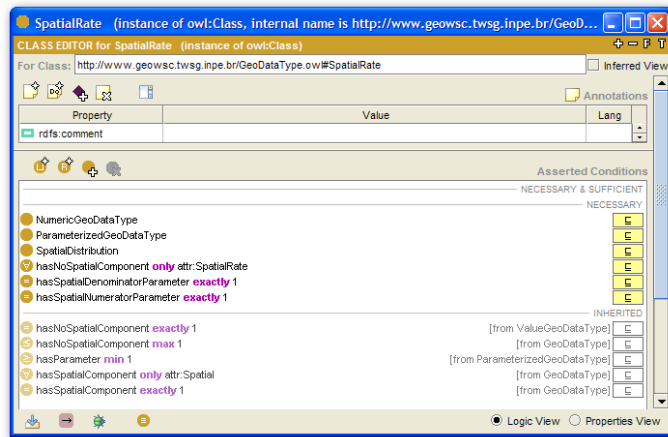 SpatialRate (instance of owl:Class, internal name is http://www.geowsc.twsg.inpe.br/GeoD...
CLASS EDITOR for SpatialRate (instance of owl:Class)
For Class: http://www.geowsc.twsg.inpe.br/GeoDataType.owl#SpatialRate Inferred View
Annotations
Property Value Lang
rdfs:comment
Asserted Conditions
NECESSARY & SUFFICIENT
NECESSARY
NumericGeoDataType
ParameterizedGeoDataType
SpatialDistribution
hasNoSpatialComponent only attr:SpatialRate
hasSpatialDenominatorParameter exactly 1
hasSpatialNumeratorParameter exactly 1
INHERITED
hasNoSpatialComponent exactly 1 [from ValueGeoDataType]
hasNoSpatialComponent max 1 [from GeoDataType]
hasParameter min 1 [from ParameterizedGeoDataType]
hasSpatialComponent only attr:Spatial [from GeoDataType]
hasSpatialComponent exactly 1 [from GeoDataType]
Logic View Properties View